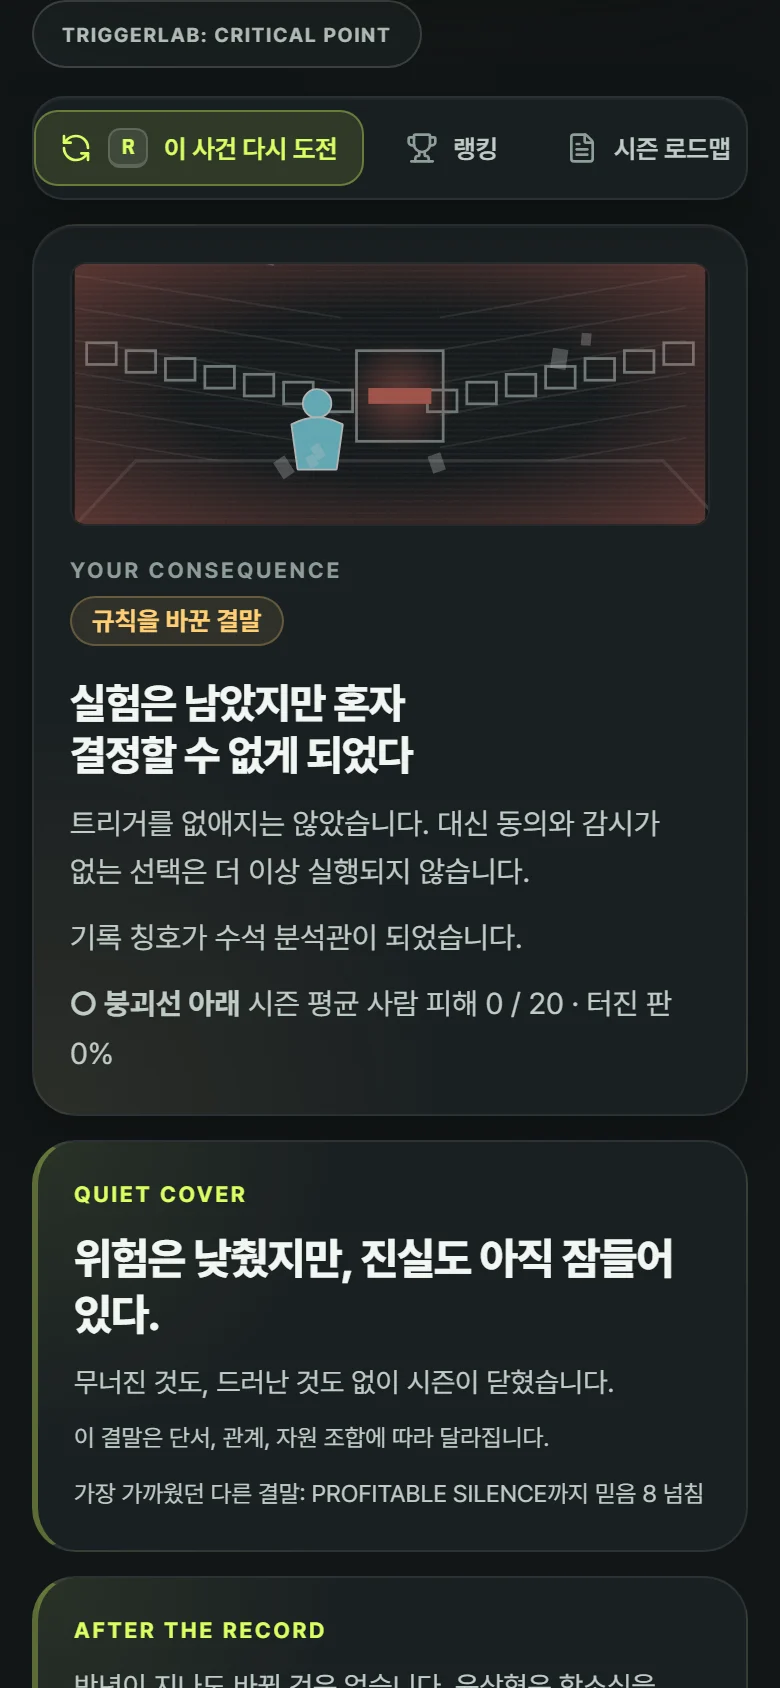 TRIGGERLAB: CRITICAL POINT
R 이 사건 다시 도전 랭킹 시즌 로드맵
YOUR CONSEQUENCE
규칙을 바꾼 결말
실험은 남았지만 혼자
결정할 수 없게 되었다
트리거를 없애지는 않았습니다. 대신 동의와 감시가
없는 선택은 더 이상 실행되지 않습니다.
기록 칭호가 수석 분석관이 되었습니다.
붕괴선 아래 시즌 평균 사람 피해 0 / 20 · 터진 판
0%
QUIET COVER
위험은 낮췄지만, 진실도 아직 잠들어
있다.
무너진 것도, 드러난 것도 없이 시즌이 닫혔습니다.
이 결말은 단서, 관계, 자원 조합에 따라 달라집니다.
가장 가까웠던 다른 결말: PROFITABLE SILENCE까지 믿음 8 넘침
AFTER THE RECORD